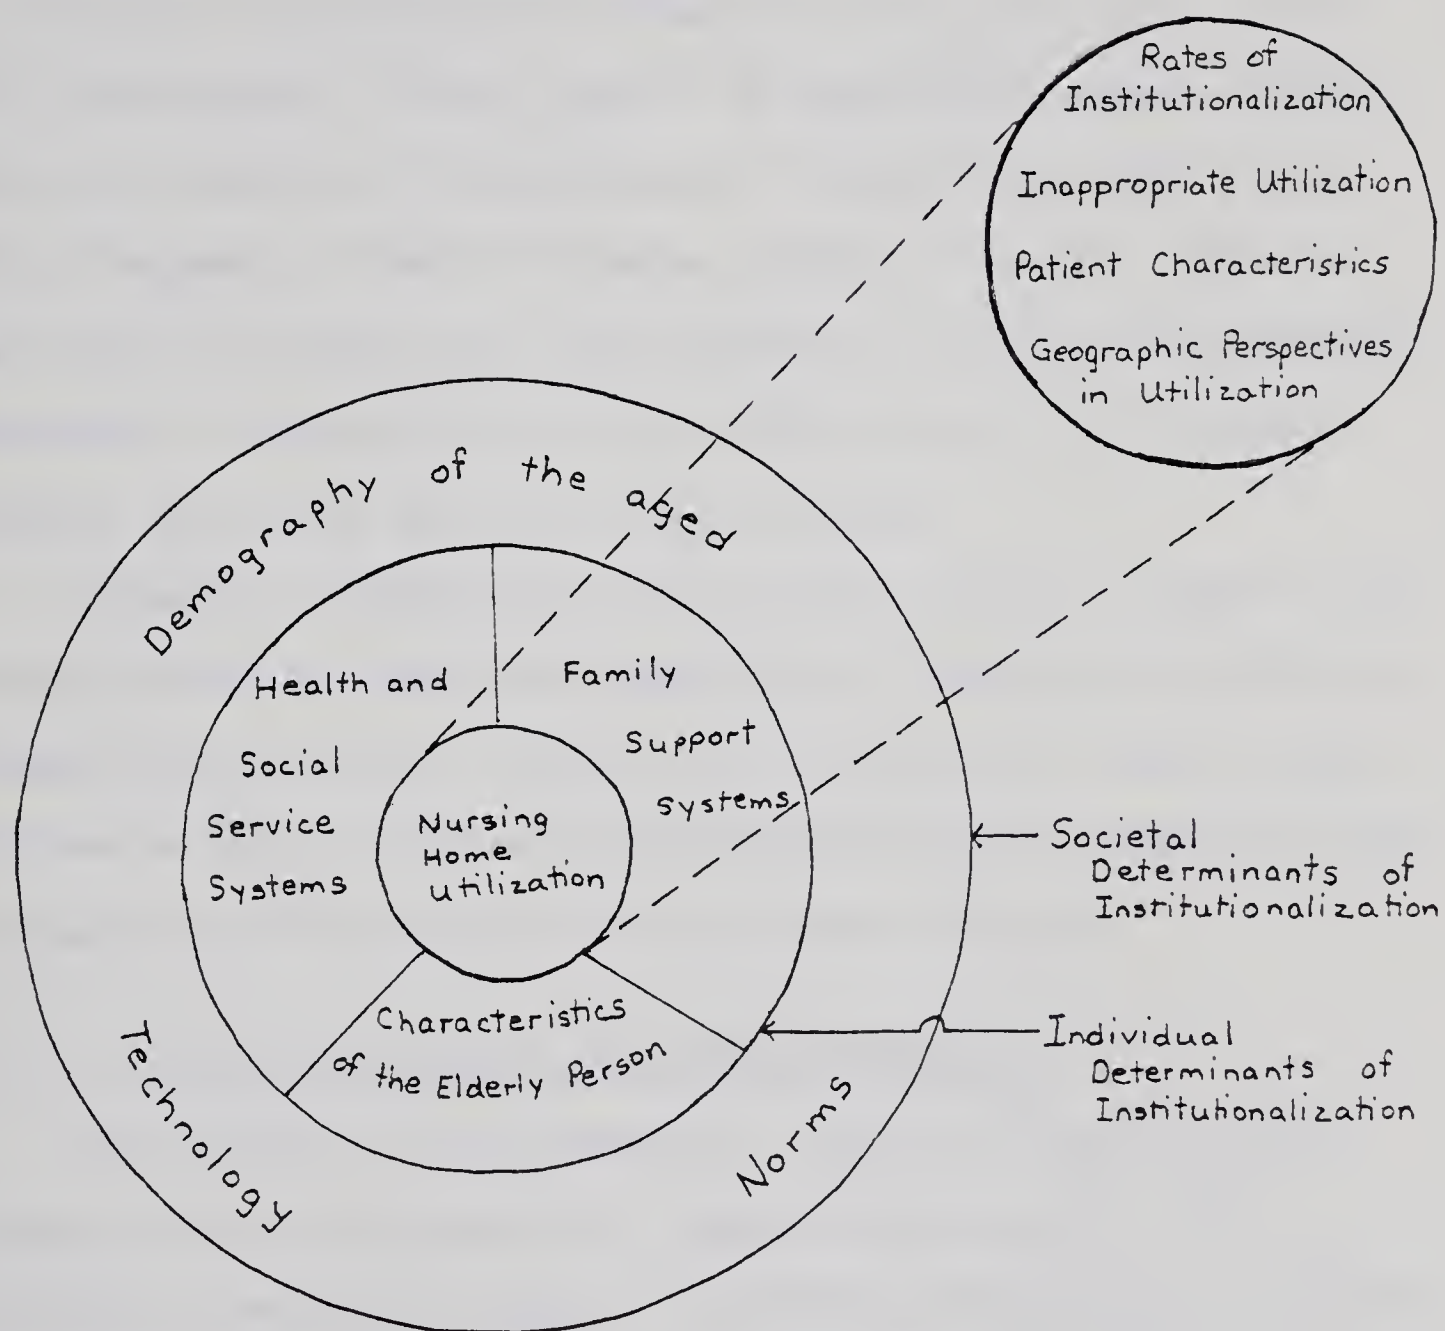 Rates of
Institutionalization
Inappropriate Utilization
Patient Characteristics
Geographic Perspectives
in Utilization
Demography of the aged
Health and
Social
Service
Systems
Family
Support
Systems
Nursing
Home
Utilization
Characteristics
of the Elderly Person
Technology
Norms
Societal
Determinants of
Institutionalization
Individual
Determinants of
Institutionalization